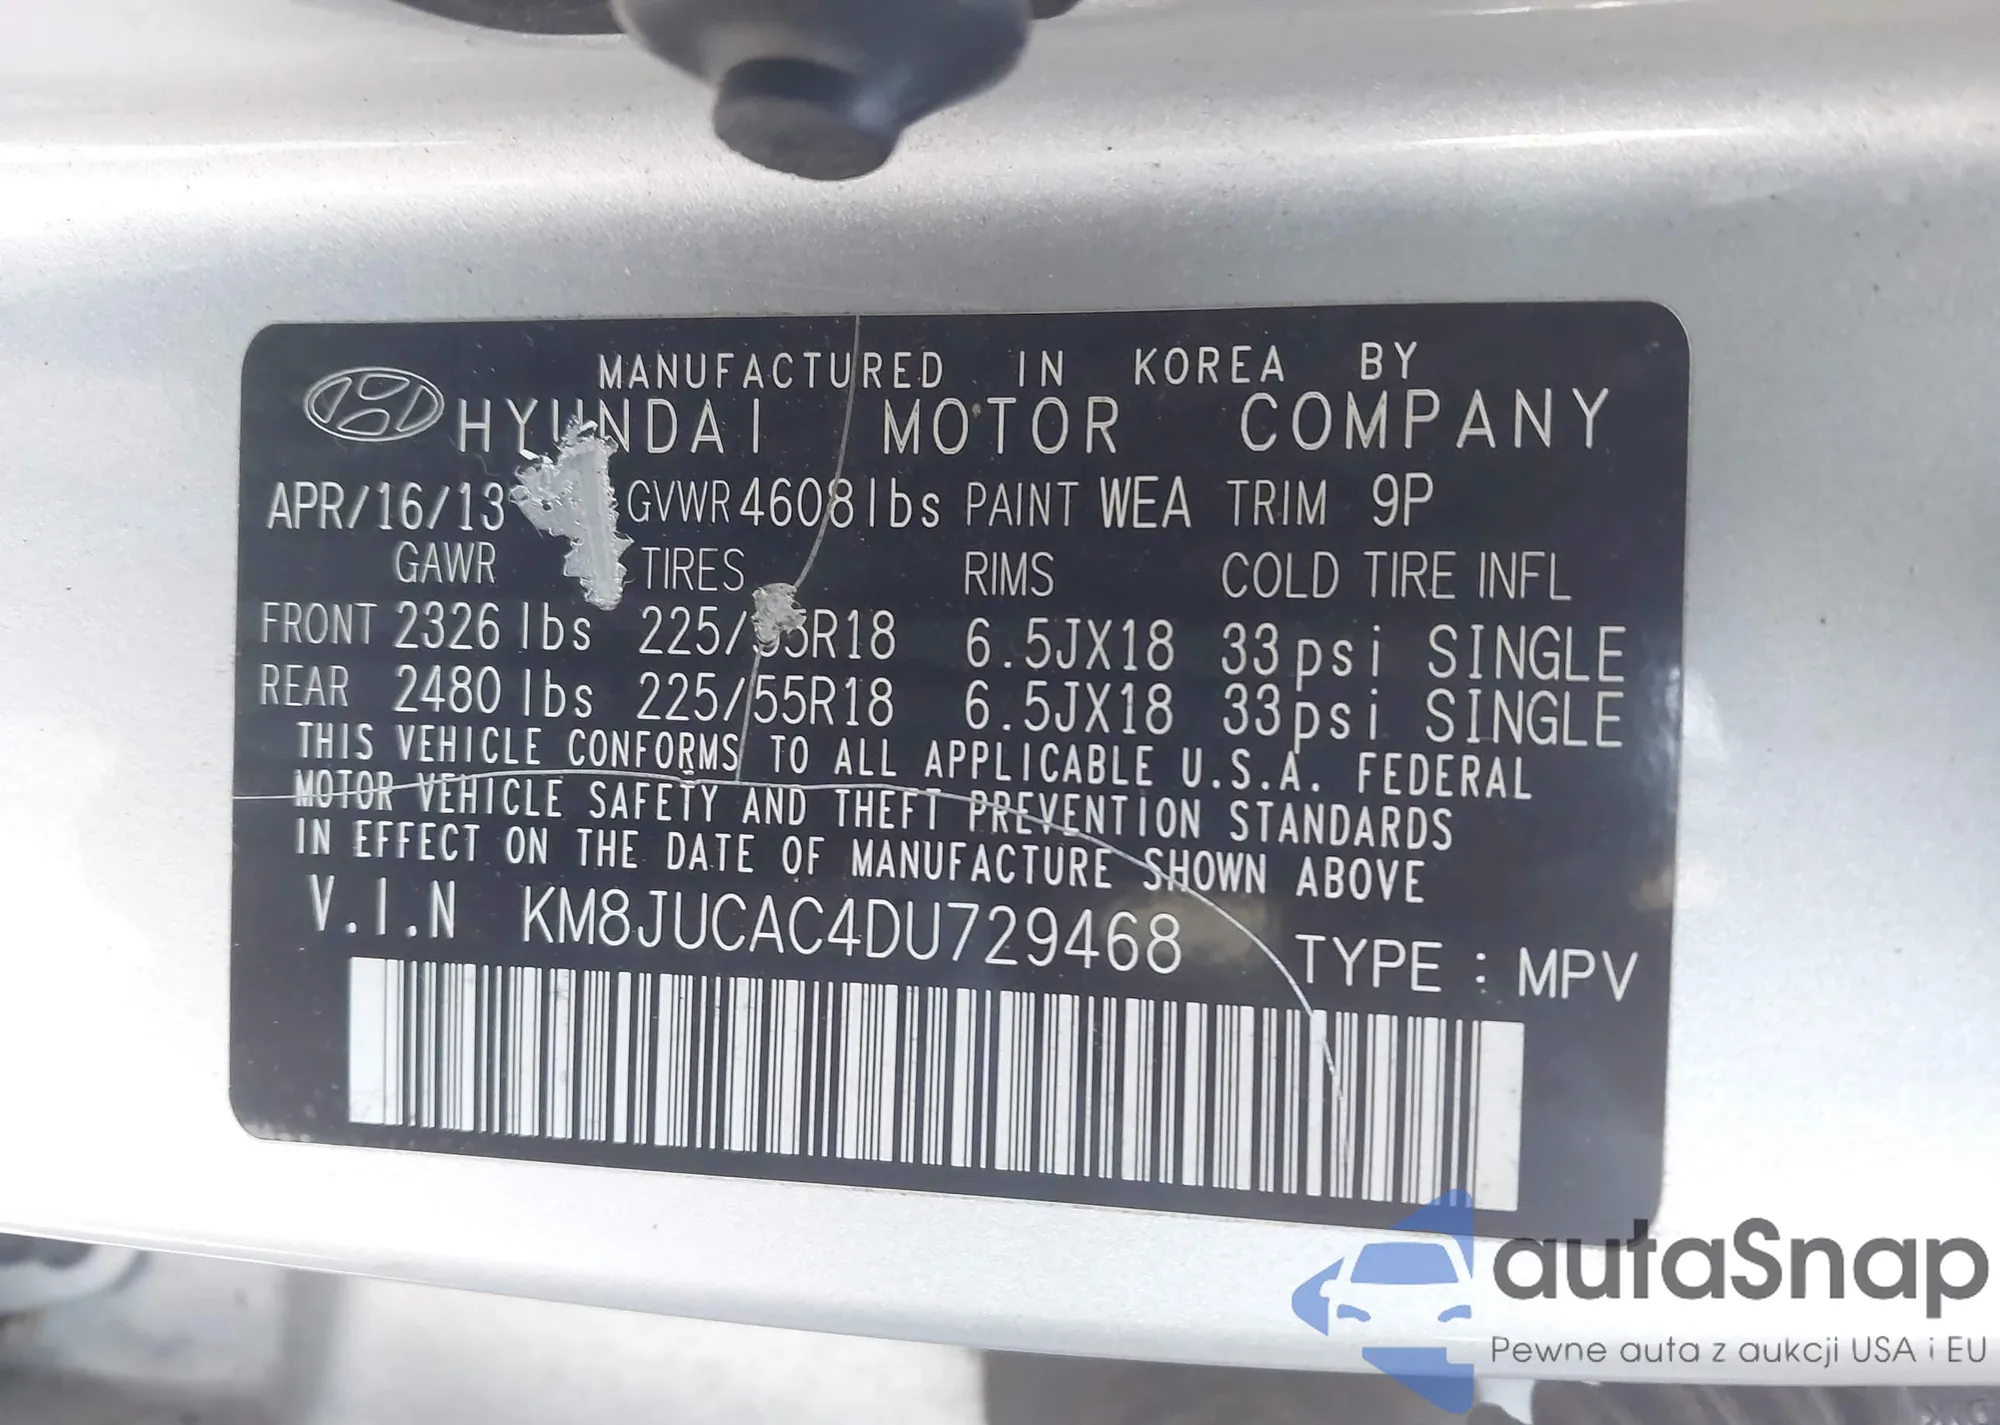 MANUFACTURED IN KOREA BY
HYUNDAI MOTOR COMPANY
APR/16/13 GVWR 4608lbs PAINT WEA TRIM 9P
GAWR TIRES RIMS COLD TIRE INFL
FRONT 2326 lbs 225/55R18 6.5JX18 33psi SINGLE
REAR 2480 lbs 225/55R18 6.5JX18 33psi SINGLE
THIS VEHICLE CONFORMS TO ALL APPLICABLE U.S.A. FEDERAL
MOTOR VEHICLE SAFETY AND THEFT PREVENTION STANDARDS
IN EFFECT ON THE DATE OF MANUFACTURE SHOWN ABOVE
V.I.N KM8JUCAC4DU729468 TYPE : MPV
autaSnap
Pewne auta z aukcji USA i EU